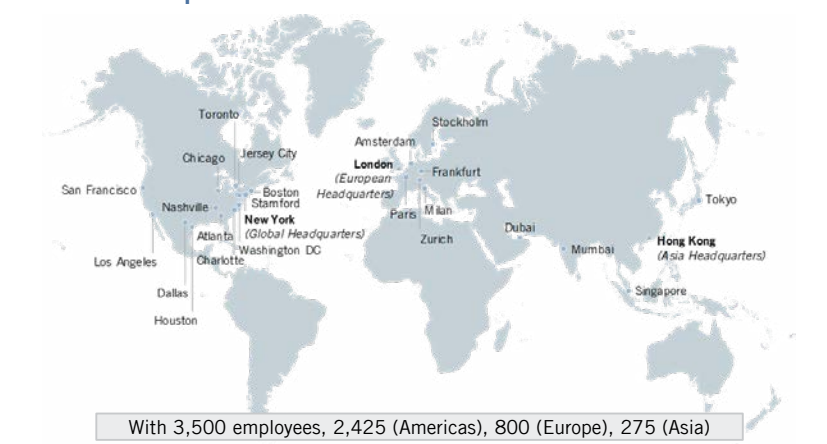 Toronto
Stockholm
Amsterdam
Chicago
Jersey City
London
(European
Headquarters)
Frankfurt
San Francisco
Boston
Stamford
Nashville
New York
(Global Headquarters)
Paris
Milan
Tokyo
Atlanta
Washington DC
Zurich
Dubai
Mumbai
Hong Kong
(Asia Headquarters)
Los Angeles
Charlotte
Dallas
Singapore
Houston
With 3,500 employees, 2,425 (Americas), 800 (Europe), 275 (Asia)